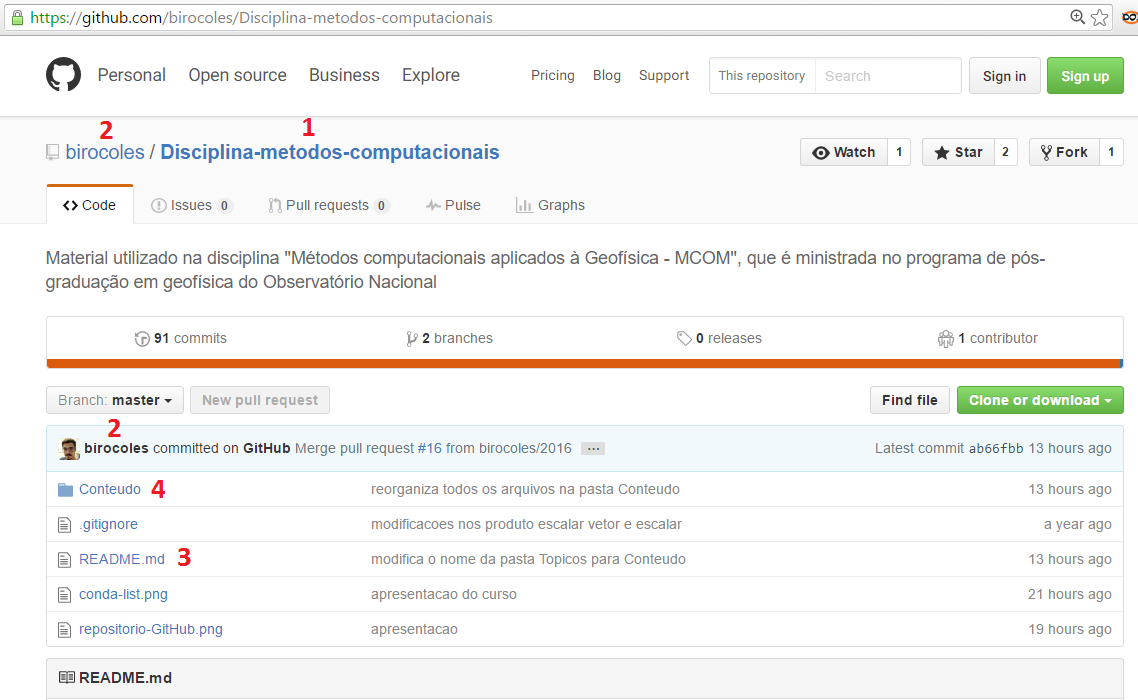 https://github.com/birocoles/Disciplina-metodos-computacionais
Personal Open source Business Explore Pricing Blog Support This repository Search Sign in Sign up
2 1
birocoles / Disciplina-metodos-computacionais Watch 1 Star 2 Fork 1
Code Issues 0 Pull requests 0 Pulse Graphs
Material utilizado na disciplina "Métodos computacionais aplicados à Geofísica - MCOM", que é ministrada no programa de pós-
graduação em geofísica do Observatório Nacional
91 commits 2 branches 0 releases 1 contributor
Branch: master New pull request Find file Clone or download
2
birocoles committed on GitHub Merge pull request #16 from birocoles/2016 ... Latest commit ab66fbb 13 hours ago
Conteudo 4 reorganiza todos os arquivos na pasta Conteudo 13 hours ago
.gitignore modificacoes nos produto escalar vetor e escalar a year ago
README.md 3 modifica o nome da pasta Topicos para Conteudo 13 hours ago
conda-list.png apresentacao do curso 21 hours ago
repositorio-GitHub.png apresentacao 19 hours ago
README.md